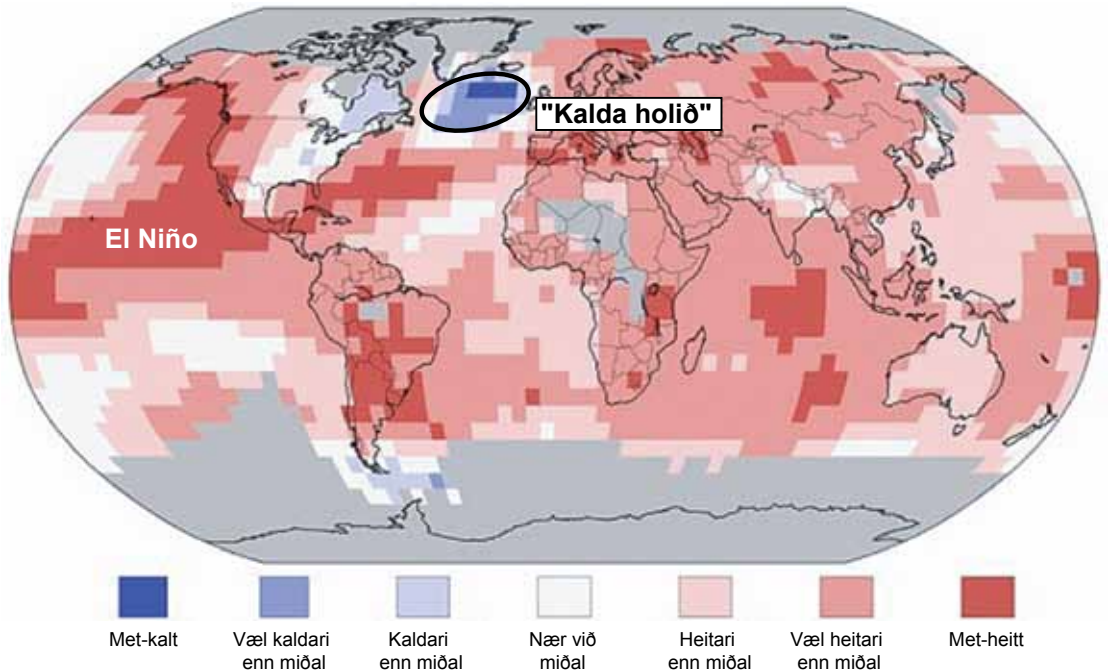 "Kalda holið"
El Niño
Met-kalt
Væl kaldari
enn miðal
Kaldari
enn miðal
Nær við
miðal
Heitari
enn miðal
Væl heitari
enn miðal
Met-heitt